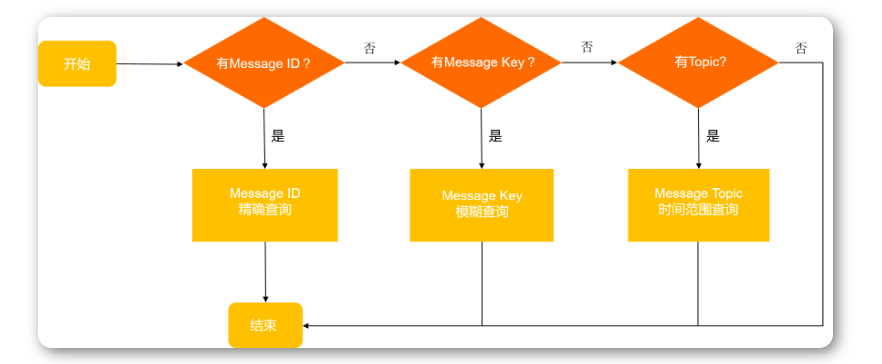 开始
有Message ID？
否
有Message Key？
否
有Topic?
否
是
是
是
Message ID
精确查询
Message Key
模糊查询
Message Topic
时间范围查询
结束